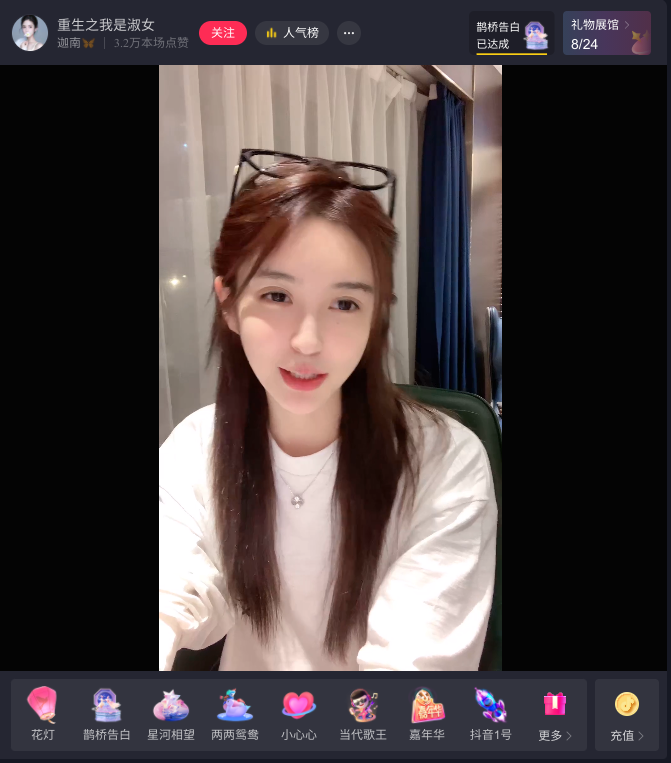 重生之我是淑女
迦南 3.2万本场点赞
关注
人气榜
鹊桥告白
已达成
礼物展馆
8/24
花灯
鹊桥告白
星河相望
两两鸳鸯
小心心
当代歌王
嘉年华
嘉年华
抖音1号
更多
充值